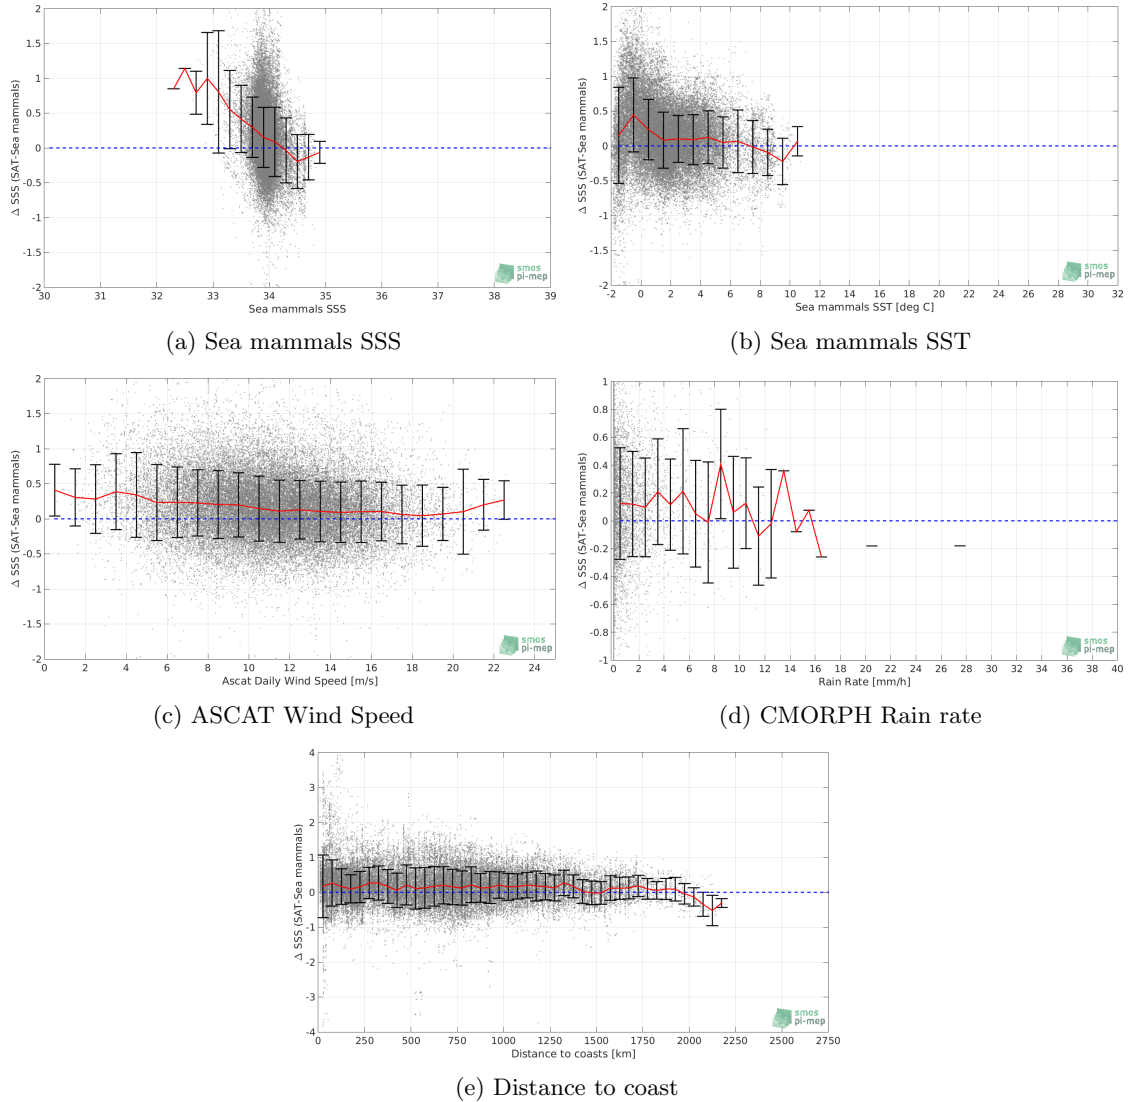 2
1.5
1
0.5
0
-0.5
-1
-1.5
-2
Δ SSS (SAT-Sea mammals)
30 31 32 33 34 35 36 37 38 39
Sea mammals SSS
smos
pi-mep
(a) Sea mammals SSS
2
1.5
1
0.5
0
-0.5
-1
-1.5
-2
Δ SSS (SAT-Sea mammals)
-2 0 2 4 6 8 10 12 14 16 18 20 22 24 26 28 30 32
Sea mammals SST [deg C]
smos
pi-mep
(b) Sea mammals SST
2
1.5
1
0.5
0
-0.5
-1
-1.5
-2
Δ SSS (SAT-Sea mammals)
0 2 4 6 8 10 12 14 16 18 20 22 24
Ascat Daily Wind Speed [m/s]
smos
pi-mep
(c) ASCAT Wind Speed
1
0.8
0.6
0.4
0.2
0
-0.2
-0.4
-0.6
-0.8
-1
Δ SSS (SAT-Sea mammals)
0 2 4 6 8 10 12 14 16 18 20 22 24 26 28 30 32 34 36 38 40
Rain Rate [mm/h]
smos
pi-mep
(d) CMORPH Rain rate
4
3
2
1
0
-1
-2
-3
-4
Δ SSS (SAT-Sea mammals)
0 250 500 750 1000 1250 1500 1750 2000 2250 2500 2750
Distance to coasts [km]
smos
pi-mep
(e) Distance to coast